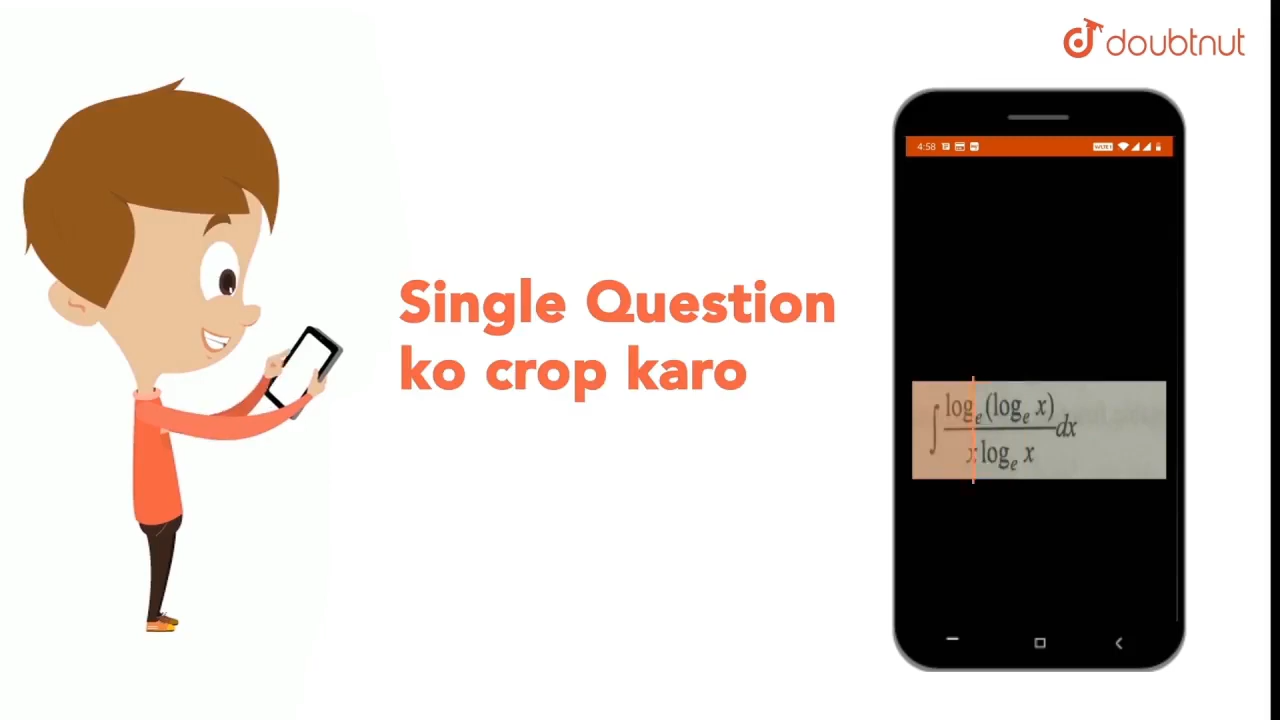 doubtnut
Single Question
ko crop karo
4:58
∫ logₑ(logₑ x) / x logₑ x dx